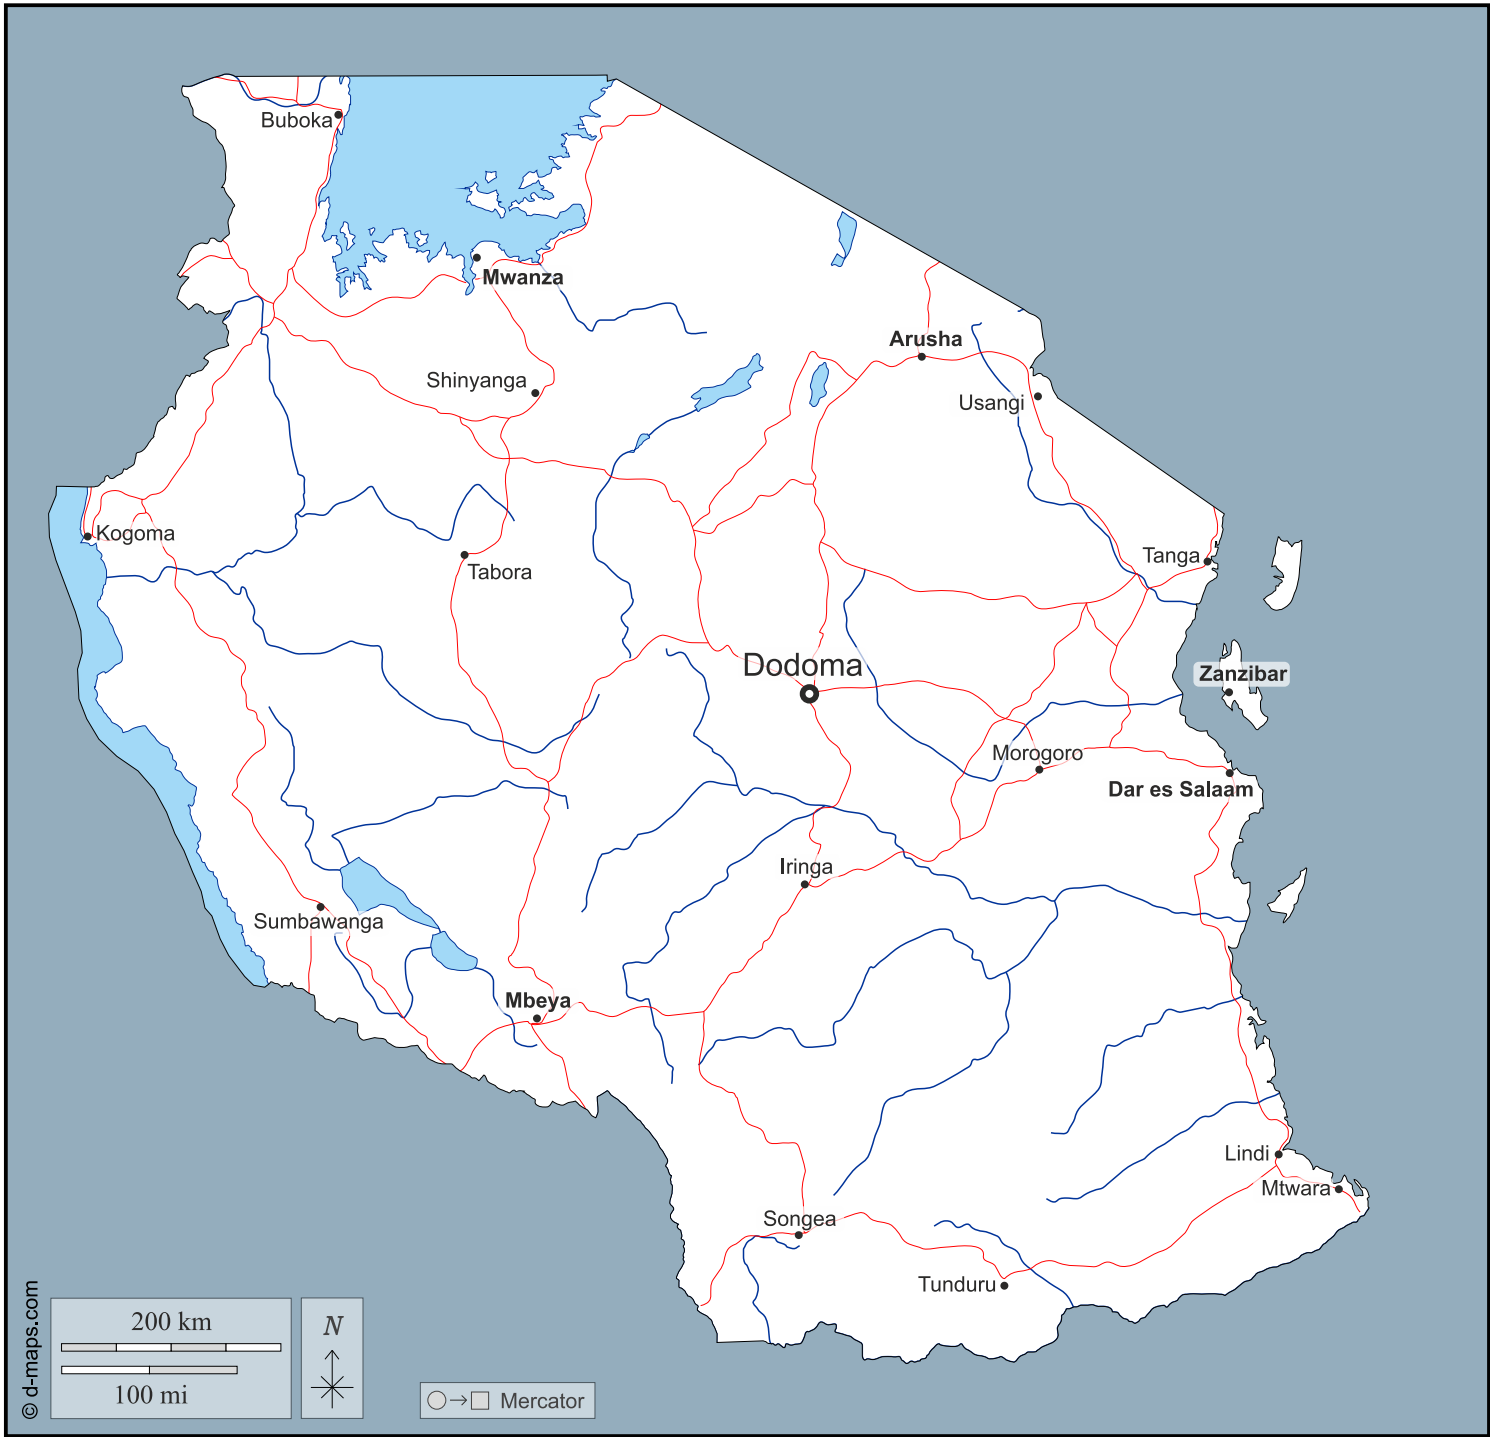 Buboka
Mwanza
Arusha
Shinyanga
Usangi
Kogoma
Tanga
Tabora
Dodoma
Zanzibar
Morogoro
Dar es Salaam
Iringa
Sumbawanga
Mbeya
Lindi
Mtwara
Songea
Tunduru
200 km
100 mi
N
Mercator
© d-maps.com